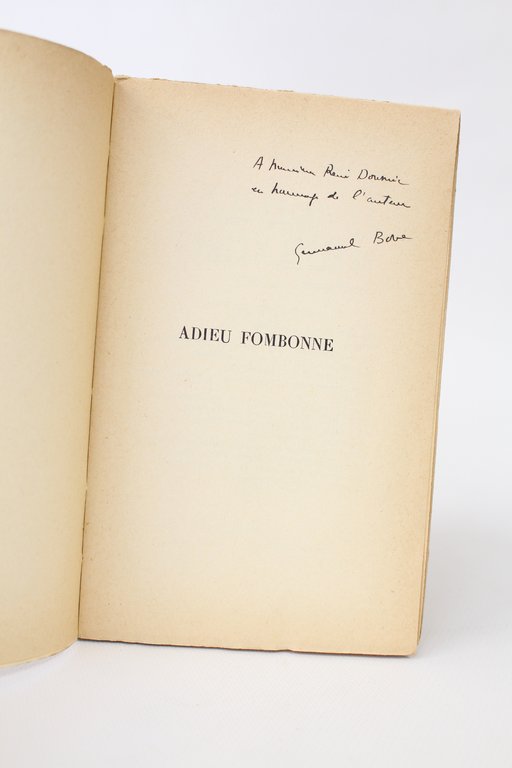 A Monsieur René Doumic
en hommage de l'auteur
Emmanuel Bove
ADIEU FOMBONNE